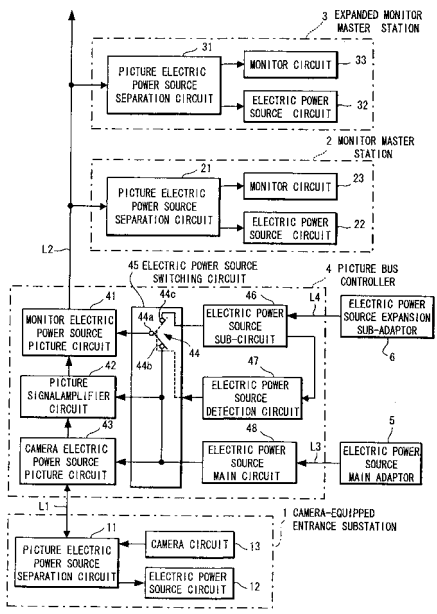 3 EXPANDED MONITOR
MASTER STATION
31
PICTURE ELECTRIC
POWER SOURCE
SEPARATION CIRCUIT
MONITOR CIRCUIT
33
ELECTRIC POWER
SOURCE CIRCUIT
32
2 MONITOR MASTER
STATION
21
PICTURE ELECTRIC
POWER SOURCE
SEPARATION CIRCUIT
MONITOR CIRCUIT
23
ELECTRIC POWER
SOURCE CIRCUIT
22
L2
45 ELECTRIC POWER SOURCE
SWITCHING CIRCUIT
4 PICTURE BUS
CONTROLLER
41
MONITOR ELECTRIC
POWER SOURCE
PICTURE CIRCUIT
44c
44a
44b
44
46
ELECTRIC POWER
SOURCE
SUB-CIRCUIT
L4
ELECTRIC POWER
SOURCE EXPANSION
SUB-ADAPTOR
6
42
PICTURE
SIGNALAMPLIFIER
CIRCUIT
47
ELECTRIC POWER
SOURCE
DETECTION CIRCUIT
43
CAMERA ELECTRIC
POWER SOURCE
PICTURE CIRCUIT
48
ELECTRIC POWER
SOURCE
MAIN CIRCUIT
L3
5
ELECTRIC POWER
SOURCE
MAIN ADAPTOR
L1
1 CAMERA-EQUIPPED
ENTRANCE SUBSTATION
11
PICTURE ELECTRIC
POWER SOURCE
SEPARATION CIRCUIT
CAMERA CIRCUIT
13
ELECTRIC POWER
SOURCE CIRCUIT
12